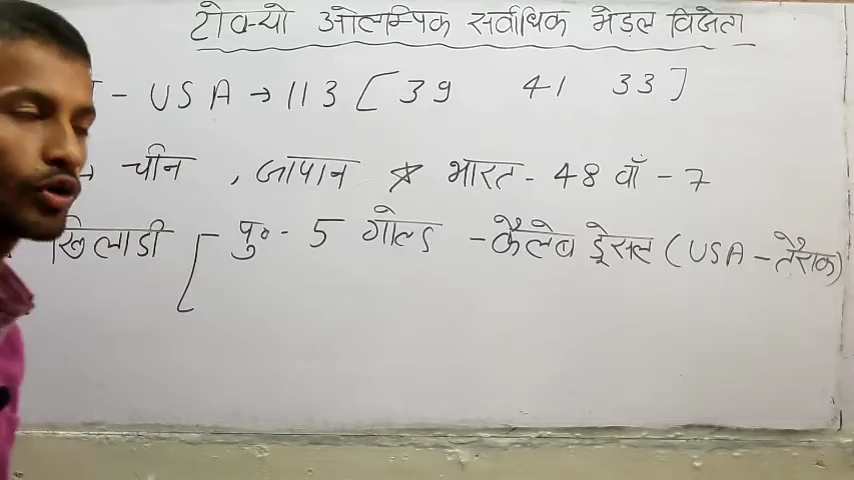 टोक्यो ओलम्पिक सर्वाधिक मेडल विजेता
- USA → 113 [ 39 41 33 ]
→ चीन , जापान ☆ भारत - 48 वाँ - 7
खिलाडी [ पु० - 5 गोल्ड - कैलेब ड्रेसल (USA - तैराक)